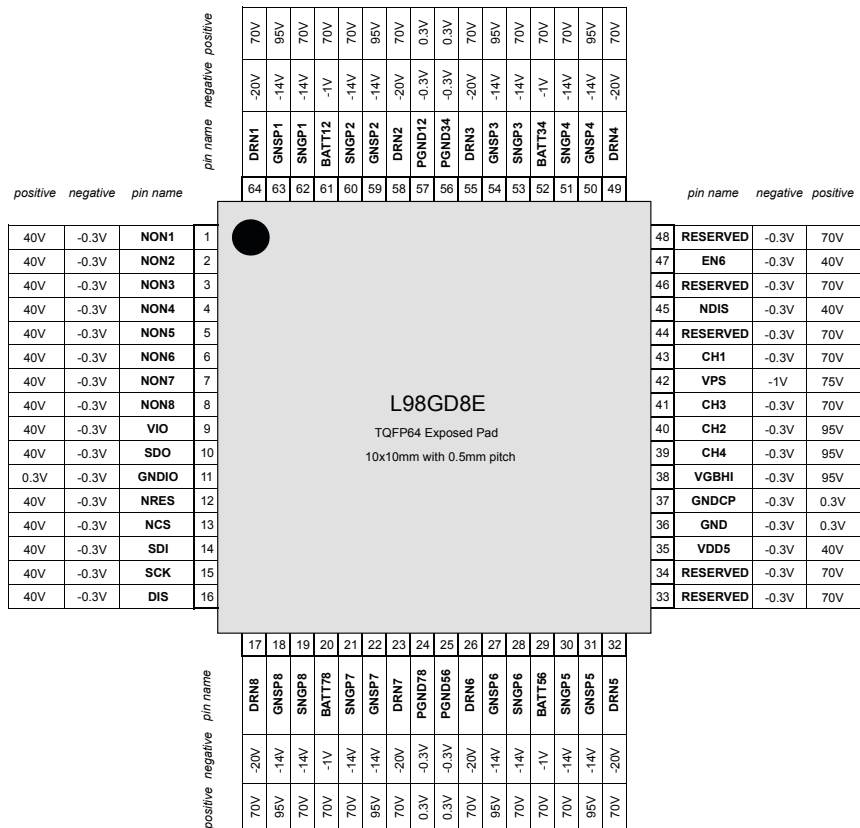 positive 70V 95V 70V 70V 70V 95V 70V 0.3V 0.3V 70V 95V 70V 70V 70V 95V 70V
negative -20V -14V -14V -1V -14V -14V -20V -0.3V -0.3V -20V -14V -14V -1V -14V -14V -20V
pin name DRN1 GNSP1 SNGP1 BATT12 SNGP2 GNSP2 DRN2 PGND12 PGND34 DRN3 GNSP3 SNGP3 BATT34 SNGP4 GNSP4 DRN4
64 63 62 61 60 59 58 57 56 55 54 53 52 51 50 49
positive negative pin name
40V -0.3V NON1 1
40V -0.3V NON2 2
40V -0.3V NON3 3
40V -0.3V NON4 4
40V -0.3V NON5 5
40V -0.3V NON6 6
40V -0.3V NON7 7
40V -0.3V NON8 8
40V -0.3V VIO 9
40V -0.3V SDO 10
0.3V -0.3V GNDIO 11
40V -0.3V NRES 12
40V -0.3V NCS 13
40V -0.3V SDI 14
40V -0.3V SCK 15
40V -0.3V DIS 16
L98GD8E
TQFP64 Exposed Pad
10x10mm with 0.5mm pitch
pin name negative positive
48 RESERVED -0.3V 70V
47 EN6 -0.3V 40V
46 RESERVED -0.3V 70V
45 NDIS -0.3V 40V
44 RESERVED -0.3V 70V
43 CH1 -0.3V 70V
42 VPS -1V 75V
41 CH3 -0.3V 70V
40 CH2 -0.3V 95V
39 CH4 -0.3V 95V
38 VGBHI -0.3V 95V
37 GNDCP -0.3V 0.3V
36 GND -0.3V 0.3V
35 VDD5 -0.3V 40V
34 RESERVED -0.3V 70V
33 RESERVED -0.3V 70V
17 18 19 20 21 22 23 24 25 26 27 28 29 30 31 32
pin name DRN8 GNSP8 SNGP8 BATT78 SNGP7 GNSP7 DRN7 PGND78 PGND56 DRN6 GNSP6 SNGP6 BATT56 SNGP5 GNSP5 DRN5
negative -20V -14V -14V -1V -14V -14V -20V -0.3V -0.3V -20V -14V -14V -1V -14V -14V -20V
positive 70V 95V 70V 70V 70V 95V 70V 0.3V 0.3V 70V 95V 70V 70V 70V 95V 70V